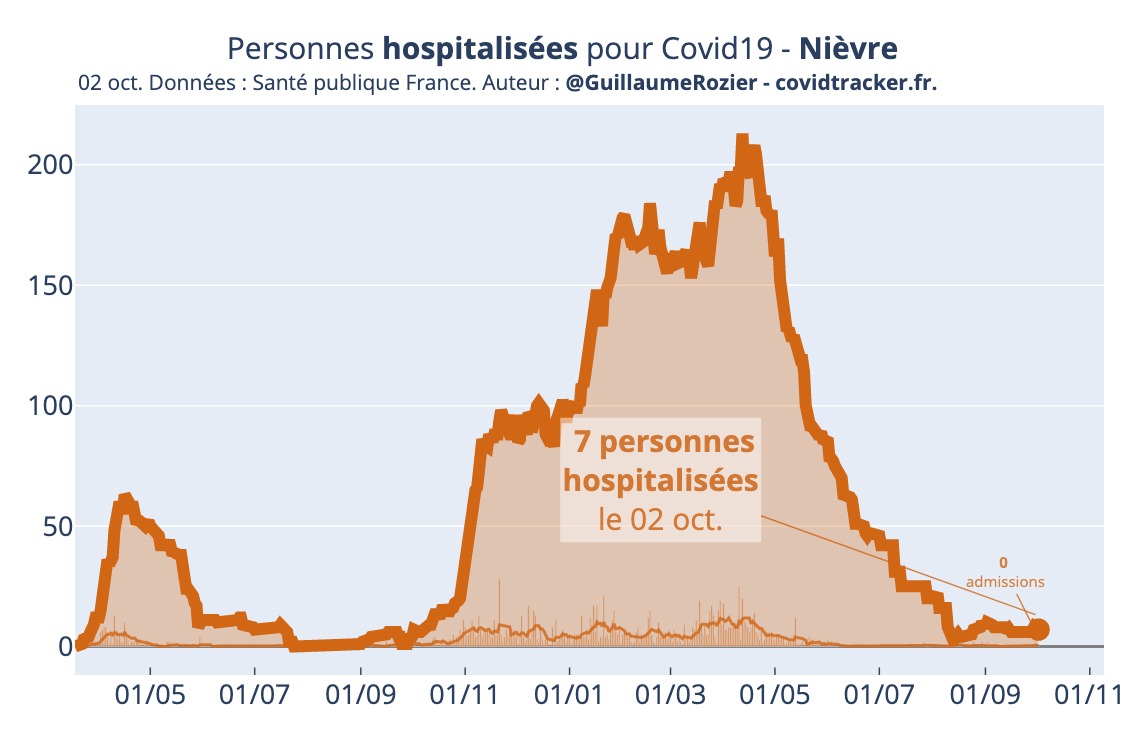 Personnes hospitalisées pour Covid19 - Nièvre
02 oct. Données : Santé publique France. Auteur : @GuillaumeRozier - covidtracker.fr.
200
150
100
7 personnes
hospitalisées
le 02 oct.
50
0
admissions
0
01/05 01/07 01/09 01/11 01/01 01/03 01/05 01/07 01/09 01/11